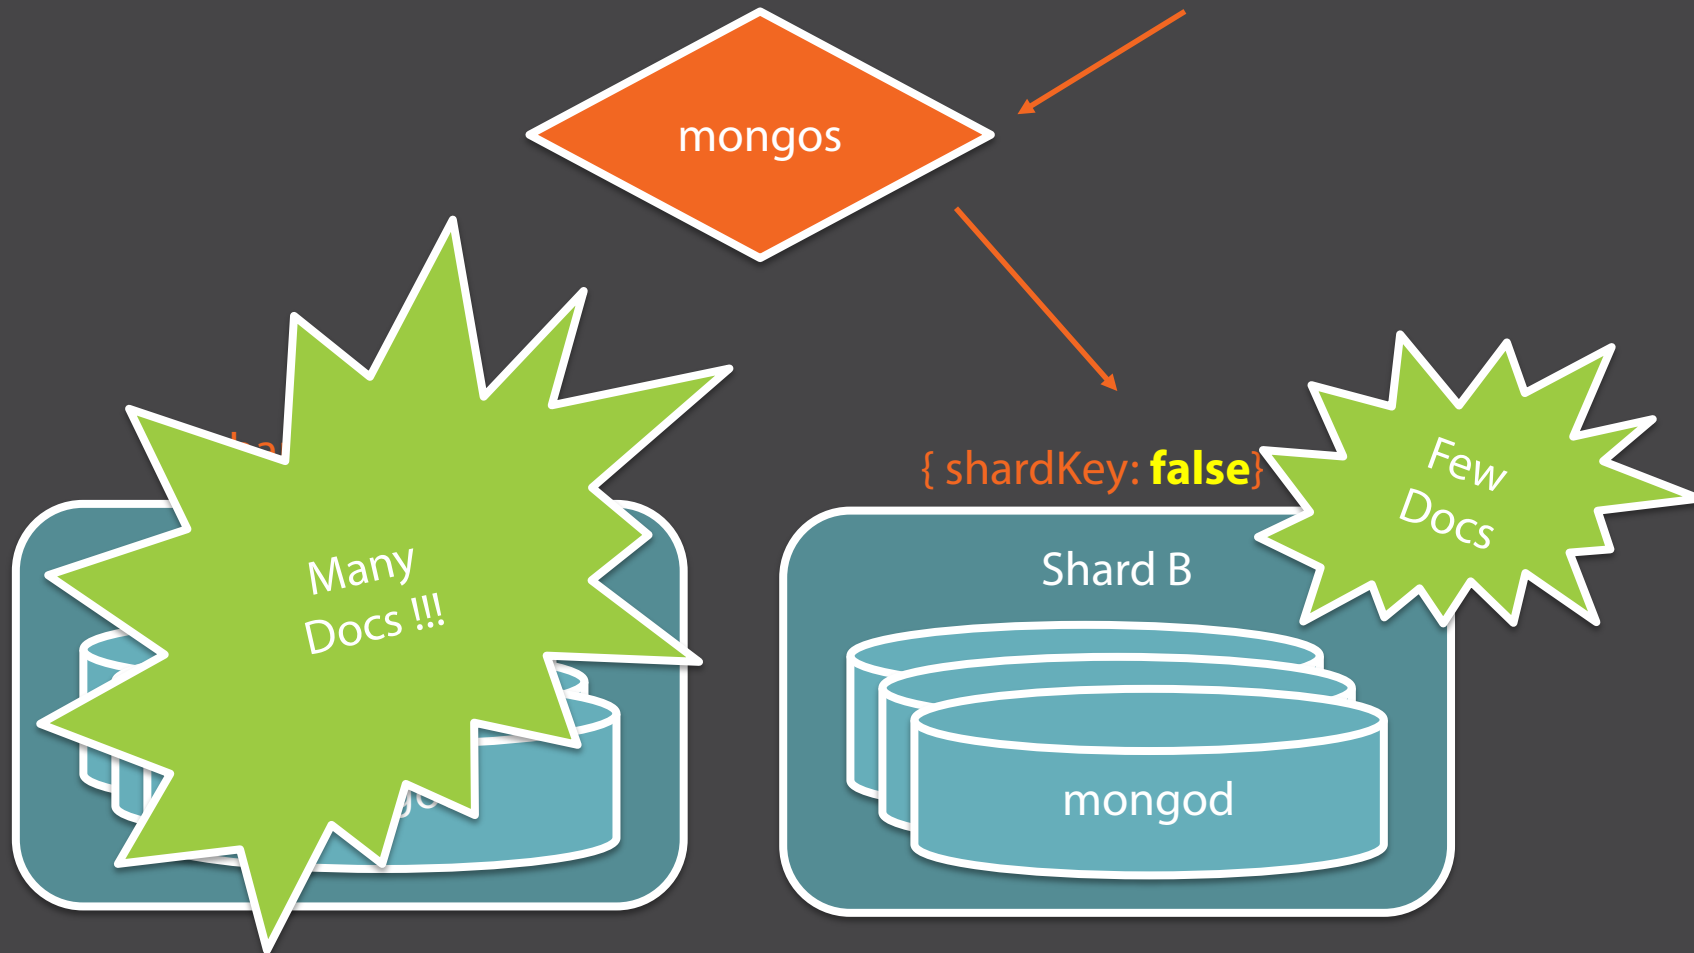 mongos
{ shardKey: false}
Few
Docs
Many
Docs !!!
Shard B
mongod